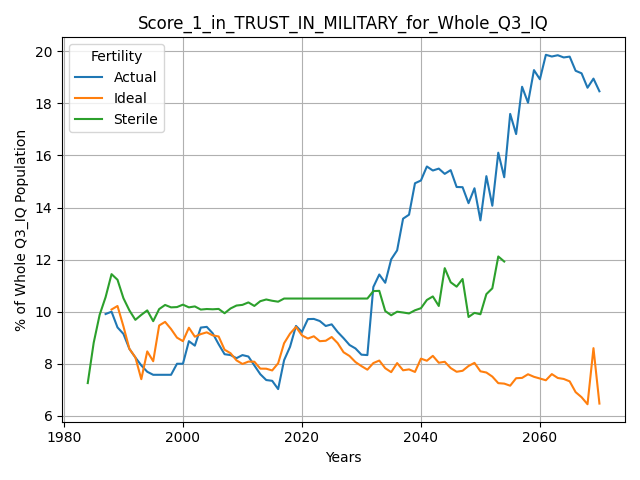 Score_1_in_TRUST_IN_MILITARY_for_Whole_Q3_IQ
Fertility
Actual
Ideal
Sterile
% of Whole Q3_IQ Population
20
18
16
14
12
10
8
6
1980
2000
2020
2040
2060
Years